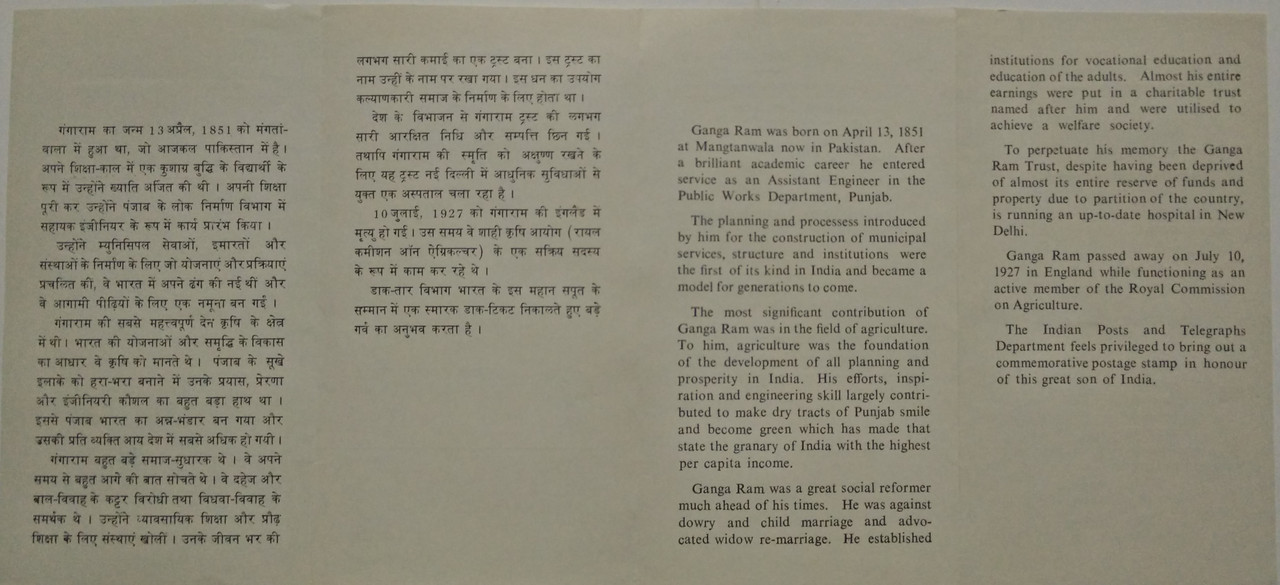 गंगाराम का जन्म 13 अप्रैल, 1851 को मंगतां-
वाला में हुआ था, जो आजकल पाकिस्तान में है ।
अपने शिक्षा-काल में एक कुशाग्र बुद्धि के विद्यार्थी के
रूप में उन्होंने ख्याति अर्जित की थी । अपनी शिक्षा
पूरी कर उन्होंने पंजाब के लोक निर्माण विभाग में
सहायक इंजीनियर के रूप में कार्य प्रारंभ किया ।
उन्होंने म्युनिसिपल सेवाओं, इमारतों और
संस्थाओं के निर्माण के लिए जो योजनाएं और प्रक्रियाएं
प्रचलित की, वे भारत में अपने ढंग की नई थीं और
वे आगामी पीढ़ियों के लिए एक नमूना बन गई ।
गंगाराम की सबसे महत्त्वपूर्ण देन कृषि के क्षेत्र
में थी । भारत की योजनाओं और समृद्धि के विकास
का आधार वे कृषि को मानते थे । पंजाब के सूखे
इलाके को हरा-भरा बनाने में उनके प्रयास, प्रेरणा
और इंजीनियरी कौशल का बहुत बड़ा हाथ था ।
इससे पंजाब भारत का अन्न-भंडार बन गया और
उसकी प्रति व्यक्ति आय देश में सबसे अधिक हो गयी ।
गंगाराम बहुत बड़े समाज-सुधारक थे । वे अपने
समय से बहुत आगे की बात सोचते थे । वे दहेज और
बाल-विवाह के कट्टर विरोधी तथा विधवा-विवाह के
समर्थक थे । उन्होंने व्यावसायिक शिक्षा और प्रौढ़
शिक्षा के लिए संस्थाएं खोलीं । उनके जीवन भर की
लगभग सारी कमाई का एक ट्रस्ट बना । इस ट्रस्ट का
नाम उन्हीं के नाम पर रखा गया । इस धन का उपयोग
कल्याणकारी समाज के निर्माण के लिए होता था ।
देश के विभाजन से गंगाराम ट्रस्ट की लगभग
सारी आरक्षित निधि और सम्पत्ति छिन गई ।
तथापि गंगाराम की स्मृति को अक्षुण्ण रखने के
लिए यह ट्रस्ट नई दिल्ली में आधुनिक सुविधाओं से
युक्त एक अस्पताल चला रहा है ।
10 जुलाई, 1927 को गंगाराम की इंगलैंड में
मृत्यु हो गई । उस समय वे शाही कृषि आयोग (रायल
कमीशन ऑन ऐग्रिकल्चर) के एक सक्रिय सदस्य
के रूप में काम कर रहे थे ।
डाक-तार विभाग भारत के इस महान सपूत के
सम्मान में एक स्मारक डाक-टिकट निकालते हुए बड़े
गर्व का अनुभव करता है ।
Ganga Ram was born on April 13, 1851
at Mangtanwala now in Pakistan. After
a brilliant academic career he entered
service as an Assistant Engineer in the
Public Works Department, Punjab.
The planning and processess introduced
by him for the construction of municipal
services, structure and institutions were
the first of its kind in India and became a
model for generations to come.
The most significant contribution of
Ganga Ram was in the field of agriculture.
To him, agriculture was the foundation
of the development of all planning and
prosperity in India. His efforts, inspi-
ration and engineering skill largely contri-
buted to make dry tracts of Punjab smile
and become green which has made that
state the granary of India with the highest
per capita income.
Ganga Ram was a great social reformer
much ahead of his times. He was against
dowry and child marriage and advo-
cated widow re-marriage. He established
institutions for vocational education and
education of the adults. Almost his entire
earnings were put in a charitable trust
named after him and were utilised to
achieve a welfare society.
To perpetuate his memory the Ganga
Ram Trust, despite having been deprived
of almost its entire reserve of funds and
property due to partition of the country,
is running an up-to-date hospital in New
Delhi.
Ganga Ram passed away on July 10,
1927 in England while functioning as an
active member of the Royal Commission
on Agriculture.
The Indian Posts and Telegraphs
Department feels privileged to bring out a
commemorative postage stamp in honour
of this great son of India.